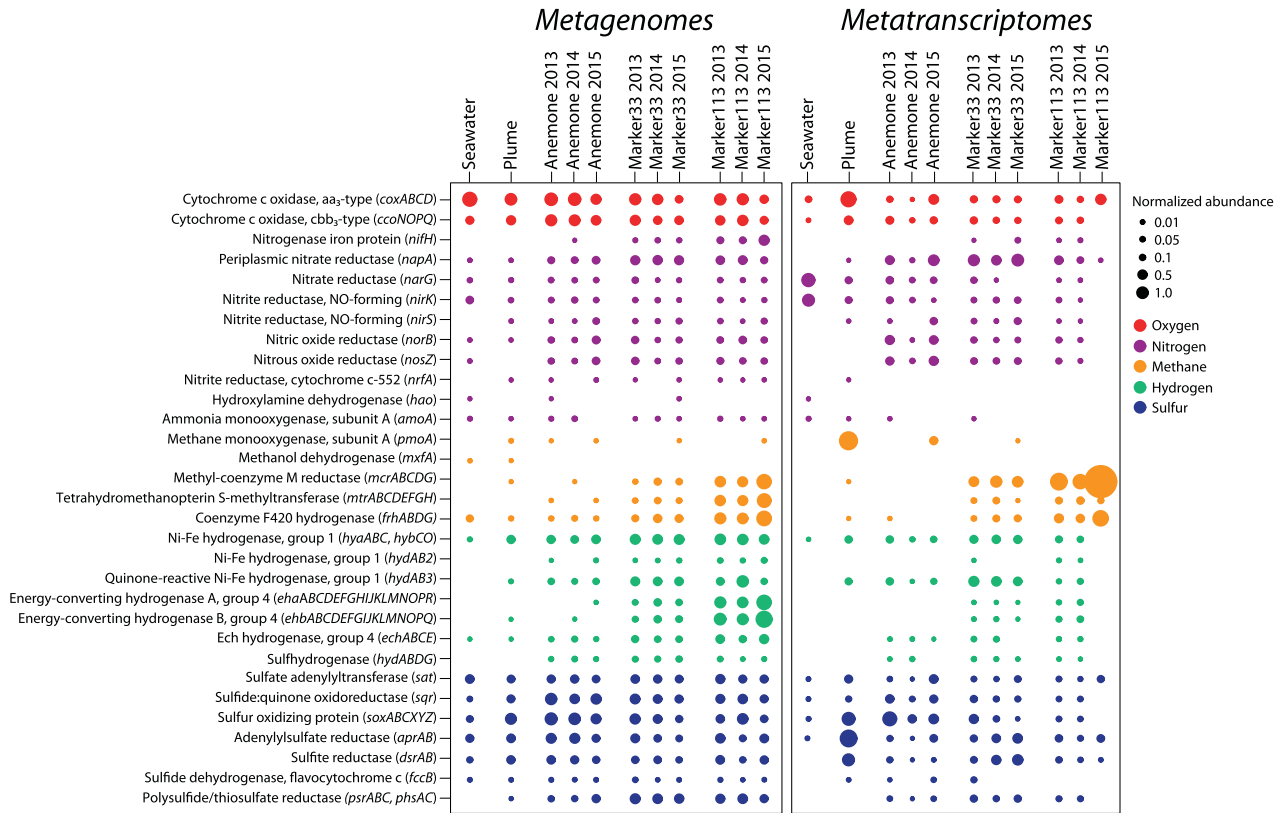 Metagenomes
Metatranscriptomes
Seawater
Plume
Anemone 2013
Anemone 2014
Anemone 2015
Marker33 2013
Marker33 2014
Marker33 2015
Marker113 2013
Marker113 2014
Marker113 2015
Seawater
Plume
Anemone 2013
Anemone 2014
Anemone 2015
Marker33 2013
Marker33 2014
Marker33 2015
Marker113 2013
Marker113 2014
Marker113 2015
Cytochrome c oxidase, aa₃-type (coxABCD)
Cytochrome c oxidase, cbb₃-type (ccoNOPQ)
Nitrogenase iron protein (nifH)
Periplasmic nitrate reductase (napA)
Nitrate reductase (narG)
Nitrite reductase, NO-forming (nirK)
Nitrite reductase, NO-forming (nirS)
Nitric oxide reductase (norB)
Nitrous oxide reductase (nosZ)
Nitrite reductase, cytochrome c-552 (nrfA)
Hydroxylamine dehydrogenase (hao)
Ammonia monooxygenase, subunit A (amoA)
Methane monooxygenase, subunit A (pmoA)
Methanol dehydrogenase (mxfA)
Methyl-coenzyme M reductase (mcrABCDG)
Tetrahydromethanopterin S-methyltransferase (mtrABCDEFGH)
Coenzyme F420 hydrogenase (frhABDG)
Ni-Fe hydrogenase, group 1 (hyaABC, hybCO)
Ni-Fe hydrogenase, group 1 (hydAB2)
Quinone-reactive Ni-Fe hydrogenase, group 1 (hydAB3)
Energy-converting hydrogenase A, group 4 (ehaABCDEFGHIJKLMNOPR)
Energy-converting hydrogenase B, group 4 (ehbABCDEFGIJKLMNOPQ)
Ech hydrogenase, group 4 (echABCE)
Sulfhydrogenase (hydABDG)
Sulfate adenylyltransferase (sat)
Sulfide:quinone oxidoreductase (sqr)
Sulfur oxidizing protein (soxABCXYZ)
Adenylylsulfate reductase (aprAB)
Sulfite reductase (dsrAB)
Sulfide dehydrogenase, flavocytochrome c (fccB)
Polysulfide/thiosulfate reductase (psrABC, phsAC)
Normalized abundance
0.01
0.05
0.1
0.5
1.0
Oxygen
Nitrogen
Methane
Hydrogen
Sulfur